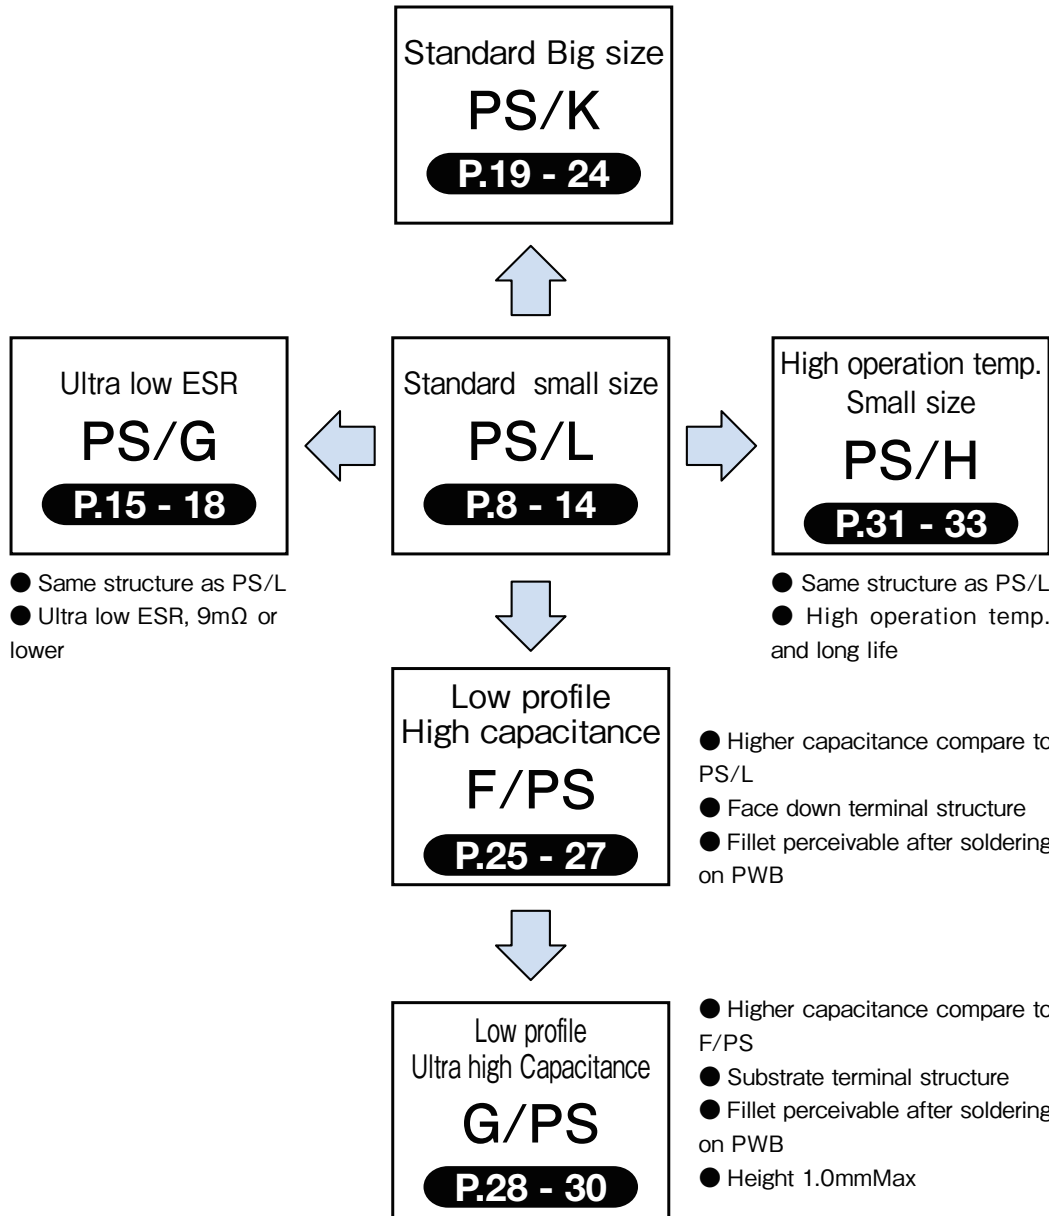 Standard Big size
PS/K
P.19 - 24
Ultra low ESR
PS/G
P.15 - 18
● Same structure as PS/L
● Ultra low ESR, 9mΩ or
lower
Standard small size
PS/L
P.8 - 14
High operation temp.
Small size
PS/H
P.31 - 33
● Same structure as PS/L
● High operation temp.
and long life
Low profile
High capacitance
F/PS
P.25 - 27
● Higher capacitance compare to
PS/L
● Face down terminal structure
● Fillet perceivable after soldering
on PWB
Low profile
Ultra high Capacitance
G/PS
P.28 - 30
● Higher capacitance compare to
F/PS
● Substrate terminal structure
● Fillet perceivable after soldering
on PWB
● Height 1.0mmMax